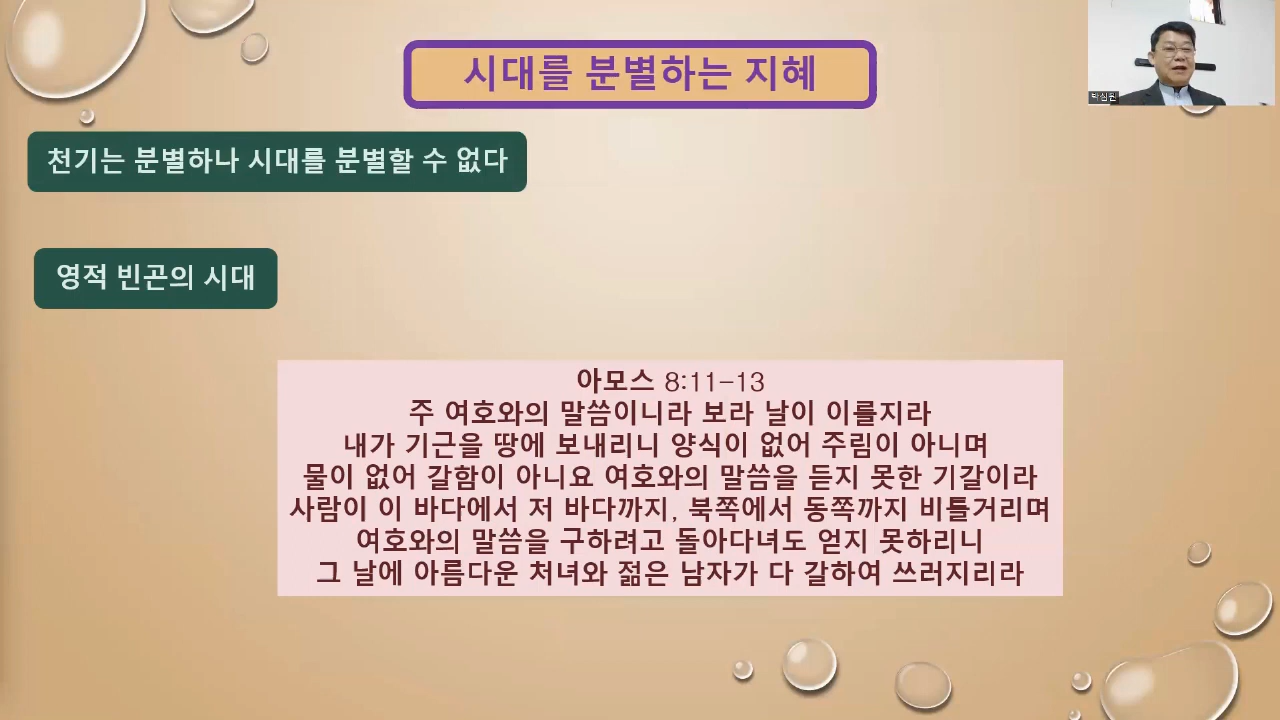 시대를 분별하는 지혜
박심원
천기는 분별하나 시대를 분별할 수 없다
영적 빈곤의 시대
아모스 8:11-13
주 여호와의 말씀이니라 보라 날이 이를지라
내가 기근을 땅에 보내리니 양식이 없어 주림이 아니며
물이 없어 갈함이 아니요 여호와의 말씀을 듣지 못한 기갈이라
사람이 이 바다에서 저 바다까지, 북쪽에서 동쪽까지 비틀거리며
여호와의 말씀을 구하려고 돌아다녀도 얻지 못하리니
그 날에 아름다운 처녀와 젊은 남자가 다 갈하여 쓰러지리라